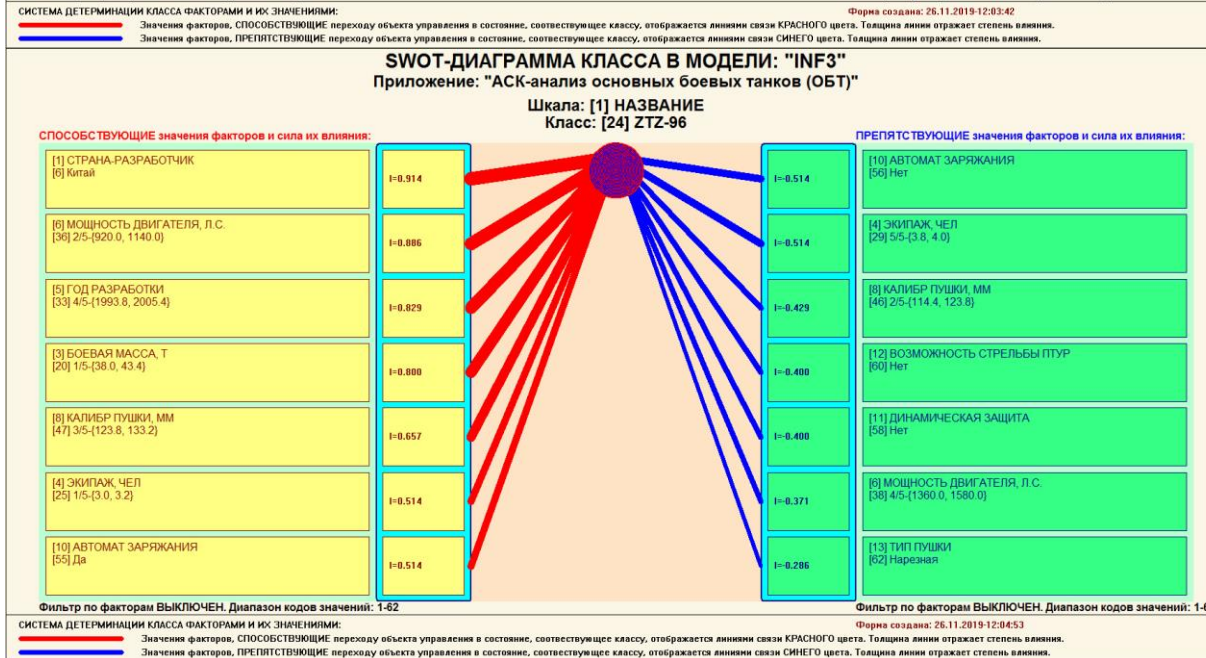 СИСТЕМА ДЕТЕРМИНАЦИИ КЛАССА ФАКТОРАМИ И ИХ ЗНАЧЕНИЯМИ:
Форма создана: 26.11.2019-12:03:42
Значения факторов, СПОСОБСТВУЮЩИЕ переходу объекта управления в состояние, соотвествующее классу, отображается линиями связи КРАСНОГО цвета. Толщина линии отражает степень влияния.
Значения факторов, ПРЕПЯТСТВУЮЩИЕ переходу объекта управления в состояние, соотвествующее классу, отображается линиями связи СИНЕГО цвета. Толщина линии отражает степень влияния.
SWOT-ДИАГРАММА КЛАССА В МОДЕЛИ: "INF3"
Приложение: "АСК-анализ основных боевых танков (ОБТ)"
Шкала: [1] НАЗВАНИЕ
Класс: [24] ZTZ-96
СПОСОБСТВУЮЩИЕ значения факторов и сила их влияния:
[1] СТРАНА-РАЗРАБОТЧИК
[6] Китай
I=0.914
[6] МОЩНОСТЬ ДВИГАТЕЛЯ, Л.С.
[36] 2/5-{920.0, 1140.0}
I=0.886
[5] ГОД РАЗРАБОТКИ
[33] 4/5-{1993.8, 2005.4}
I=0.829
[3] БОЕВАЯ МАССА, Т
[20] 1/5-{38.0, 43.4}
I=0.800
[8] КАЛИБР ПУШКИ, ММ
[47] 3/5-{123.8, 133.2}
I=0.657
[4] ЭКИПАЖ, ЧЕЛ
[25] 1/5-{3.0, 3.2}
I=0.514
[10] АВТОМАТ ЗАРЯЖАНИЯ
[55] Да
I=0.514
ПРЕПЯТСТВУЮЩИЕ значения факторов и сила их влияния:
I=-0.514
[10] АВТОМАТ ЗАРЯЖАНИЯ
[56] Нет
I=-0.514
[4] ЭКИПАЖ, ЧЕЛ
[29] 5/5-{3.8, 4.0}
I=-0.429
[8] КАЛИБР ПУШКИ, ММ
[46] 2/5-{114.4, 123.8}
I=-0.400
[12] ВОЗМОЖНОСТЬ СТРЕЛЬБЫ ПТУР
[60] Нет
I=-0.400
[11] ДИНАМИЧЕСКАЯ ЗАЩИТА
[58] Нет
I=-0.371
[6] МОЩНОСТЬ ДВИГАТЕЛЯ, Л.С.
[38] 4/5-{1360.0, 1580.0}
I=-0.286
[13] ТИП ПУШКИ
[62] Нарезная
Фильтр по факторам ВЫКЛЮЧЕН. Диапазон кодов значений: 1-62
Фильтр по факторам ВЫКЛЮЧЕН. Диапазон кодов значений: 1-6
СИСТЕМА ДЕТЕРМИНАЦИИ КЛАССА ФАКТОРАМИ И ИХ ЗНАЧЕНИЯМИ:
Форма создана: 26.11.2019-12:04:53
Значения факторов, СПОСОБСТВУЮЩИЕ переходу объекта управления в состояние, соотвествующее классу, отображается линиями связи КРАСНОГО цвета. Толщина линии отражает степень влияния.
Значения факторов, ПРЕПЯТСТВУЮЩИЕ переходу объекта управления в состояние, соотвествующее классу, отображается линиями связи СИНЕГО цвета. Толщина линии отражает степень влияния.